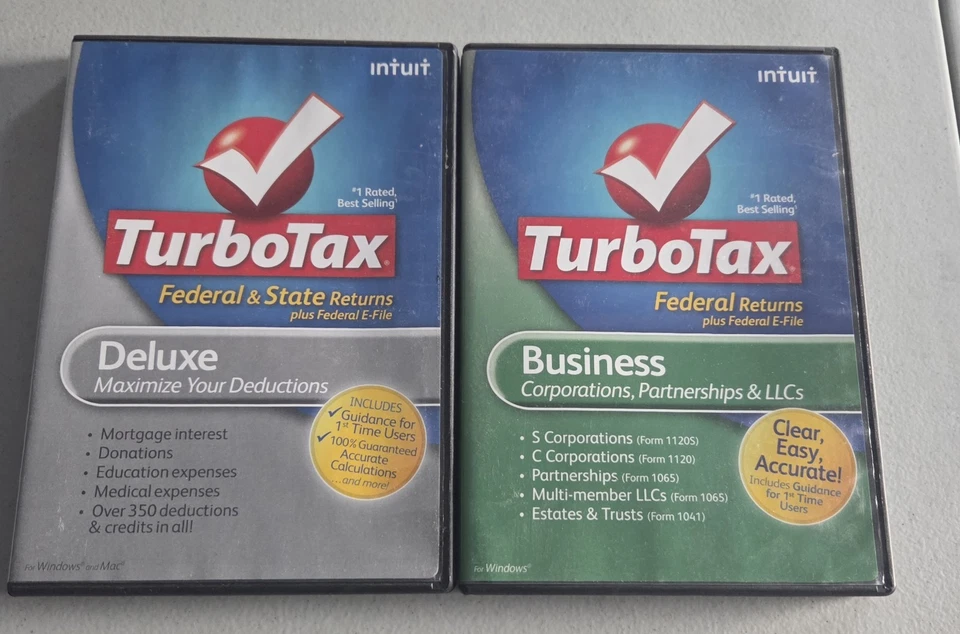 intuit
#1 Rated,
Best Selling¹
TurboTax®
Federal & State Returns
plus Federal E-File
Deluxe
Maximize Your Deductions
INCLUDES
Guidance for
1st Time Users
100% Guaranteed
Accurate
Calculations
...and more!
• Mortgage interest
• Donations
• Education expenses
• Medical expenses
• Over 350 deductions
& credits in all!
For Windows® and Mac®
intuit
#1 Rated,
Best Selling¹
TurboTax
Federal Returns
plus Federal E-File
Business
Corporations, Partnerships & LLCs
• S Corporations (Form 1120S)
• C Corporations (Form 1120)
• Partnerships (Form 1065)
• Multi-member LLCs (Form 1065)
• Estates & Trusts (Form 1041)
Clear,
Easy,
Accurate!
Includes Guidance
for 1st Time
Users
For Windows®